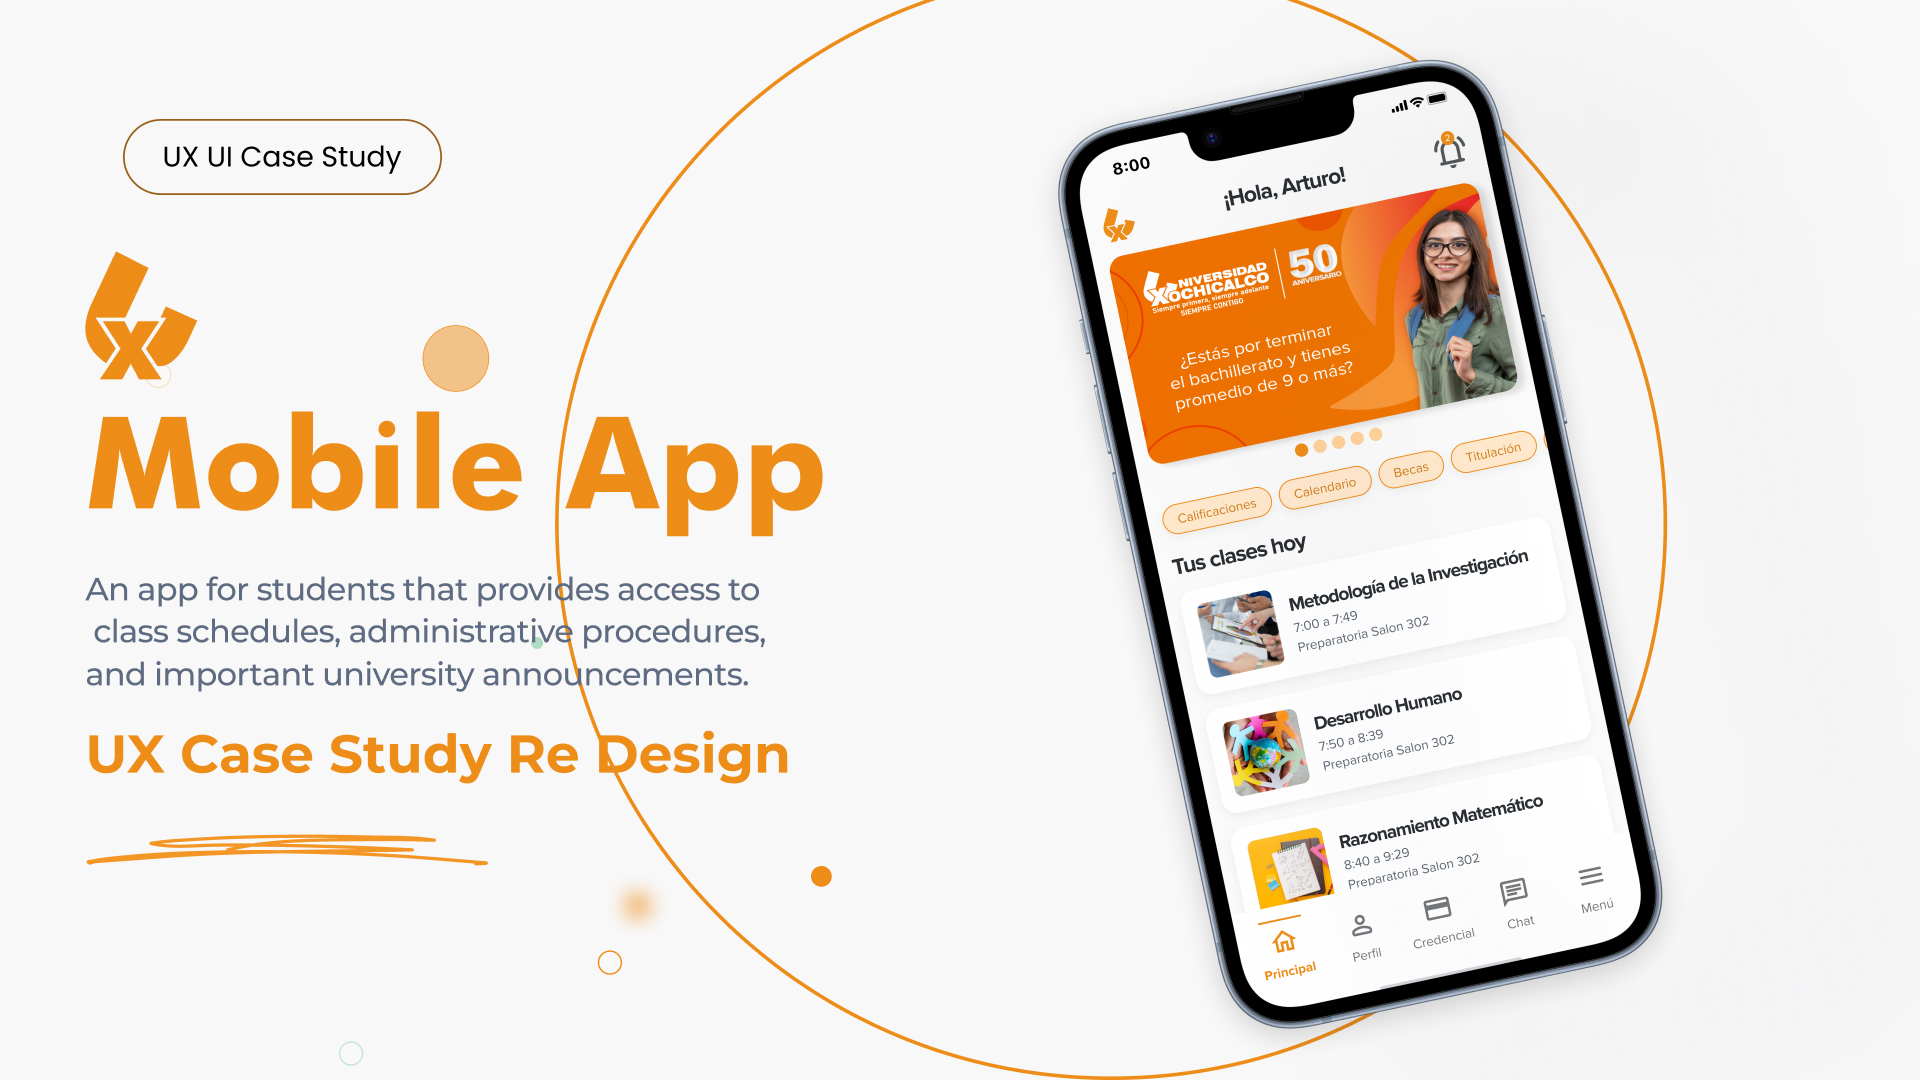 UX UI Case Study
Mobile App
An app for students that provides access to
class schedules, administrative procedures,
and important university announcements.
UX Case Study Re Design
8:00
2
¡Hola, Arturo!
UNIVERSIDAD
XOCHICALCO
Siempre primero, siempre adelante
SIEMPRE CONTIGO
50
ANIVERSARIO
¿Estás por terminar
el bachillerato y tienes
promedio de 9 o más?
Calificaciones
Calendario
Becas
Titulación
Tus clases hoy
Metodología de la Investigación
7:00 a 7:49
Preparatoria Salon 302
Desarrollo Humano
7:50 a 8:39
Preparatoria Salon 302
Razonamiento Matemático
8:40 a 9:29
Preparatoria Salon 302
Principal
Perfil
Credencial
Chat
Menú